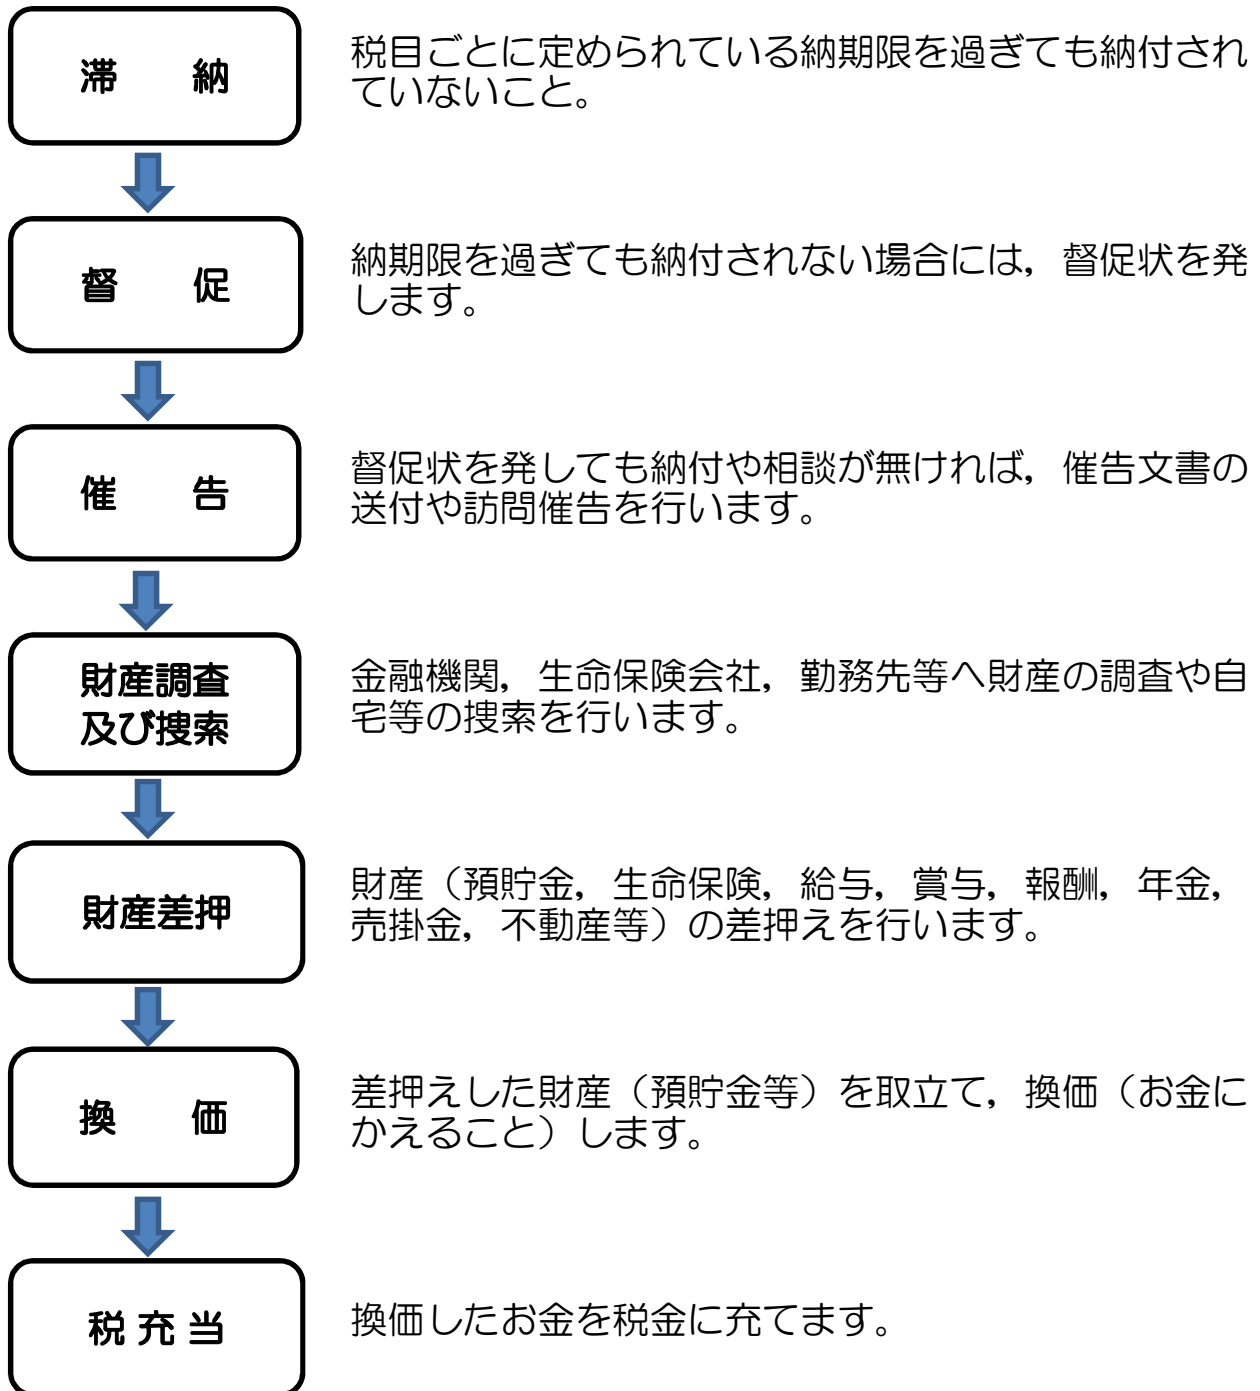 滞　納
税目ごとに定められている納期限を過ぎても納付され
ていないこと。
督　促
納期限を過ぎても納付されない場合には，督促状を発
します。
催　告
督促状を発しても納付や相談が無ければ，催告文書の
送付や訪問催告を行います。
財産調査
及び捜索
金融機関，生命保険会社，勤務先等へ財産の調査や自
宅等の捜索を行います。
財産差押
財産（預貯金，生命保険，給与，賞与，報酬，年金，
売掛金，不動産等）の差押えを行います。
換　価
差押えした財産（預貯金等）を取立て，換価（お金に
かえること）します。
税 充 当
換価したお金を税金に充てます。